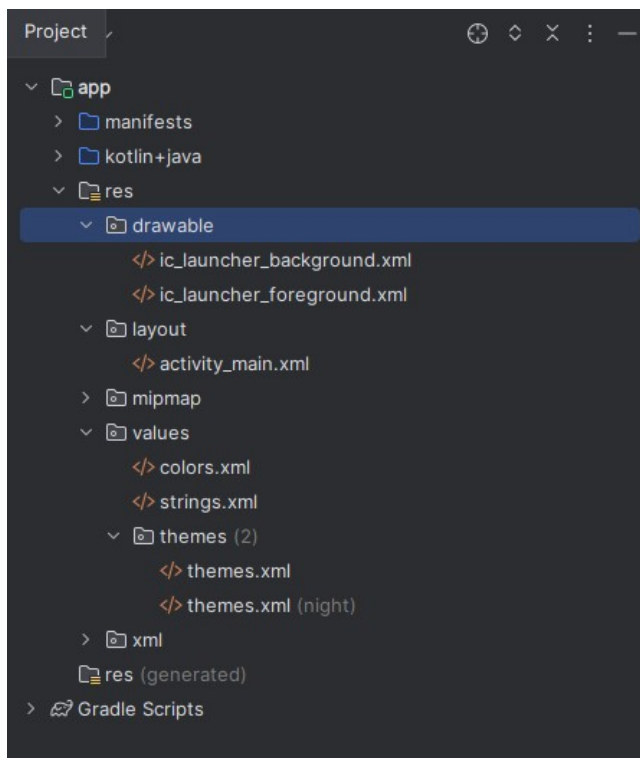 Project
app
manifests
kotlin+java
res
drawable
ic_launcher_background.xml
ic_launcher_foreground.xml
layout
activity_main.xml
mipmap
values
colors.xml
strings.xml
themes (2)
themes.xml
themes.xml (night)
xml
res (generated)
Gradle Scripts